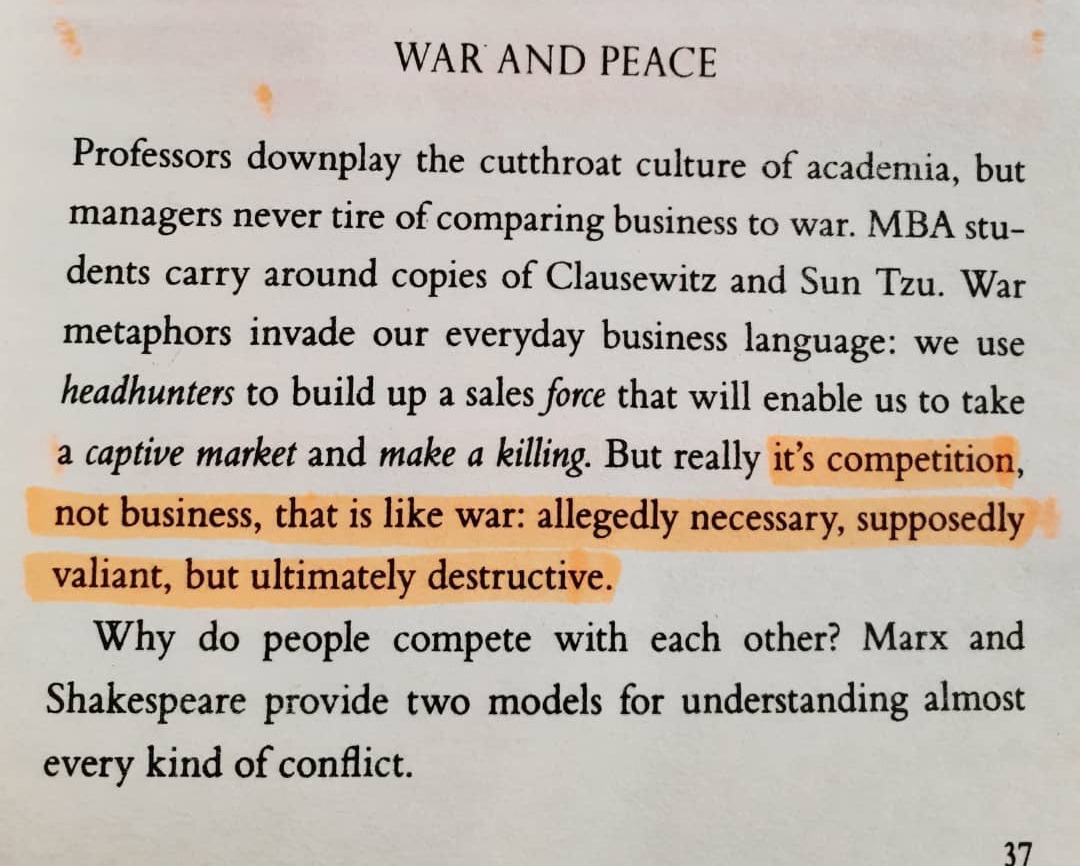 WAR AND PEACE
Professors downplay the cutthroat culture of academia, but
managers never tire of comparing business to war. MBA stu-
dents carry around copies of Clausewitz and Sun Tzu. War
metaphors invade our everyday business language: we use
headhunters to build up a sales force that will enable us to take
a captive market and make a killing. But really it's competition,
not business, that is like war: allegedly necessary, supposedly
valiant, but ultimately destructive.
Why do people compete with each other? Marx and
Shakespeare provide two models for understanding almost
every kind of conflict.
37